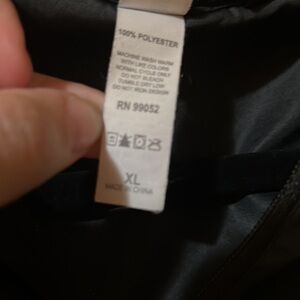 100% POLYESTER
MACHINE WASH WARM
WITH LIKE COLORS
NORMAL CYCLE ONLY
DO NOT BLEACH
TUMBLE DRY LOW
DO NOT IRON DESIGN
RN 99052
XL
MADE IN CHINA